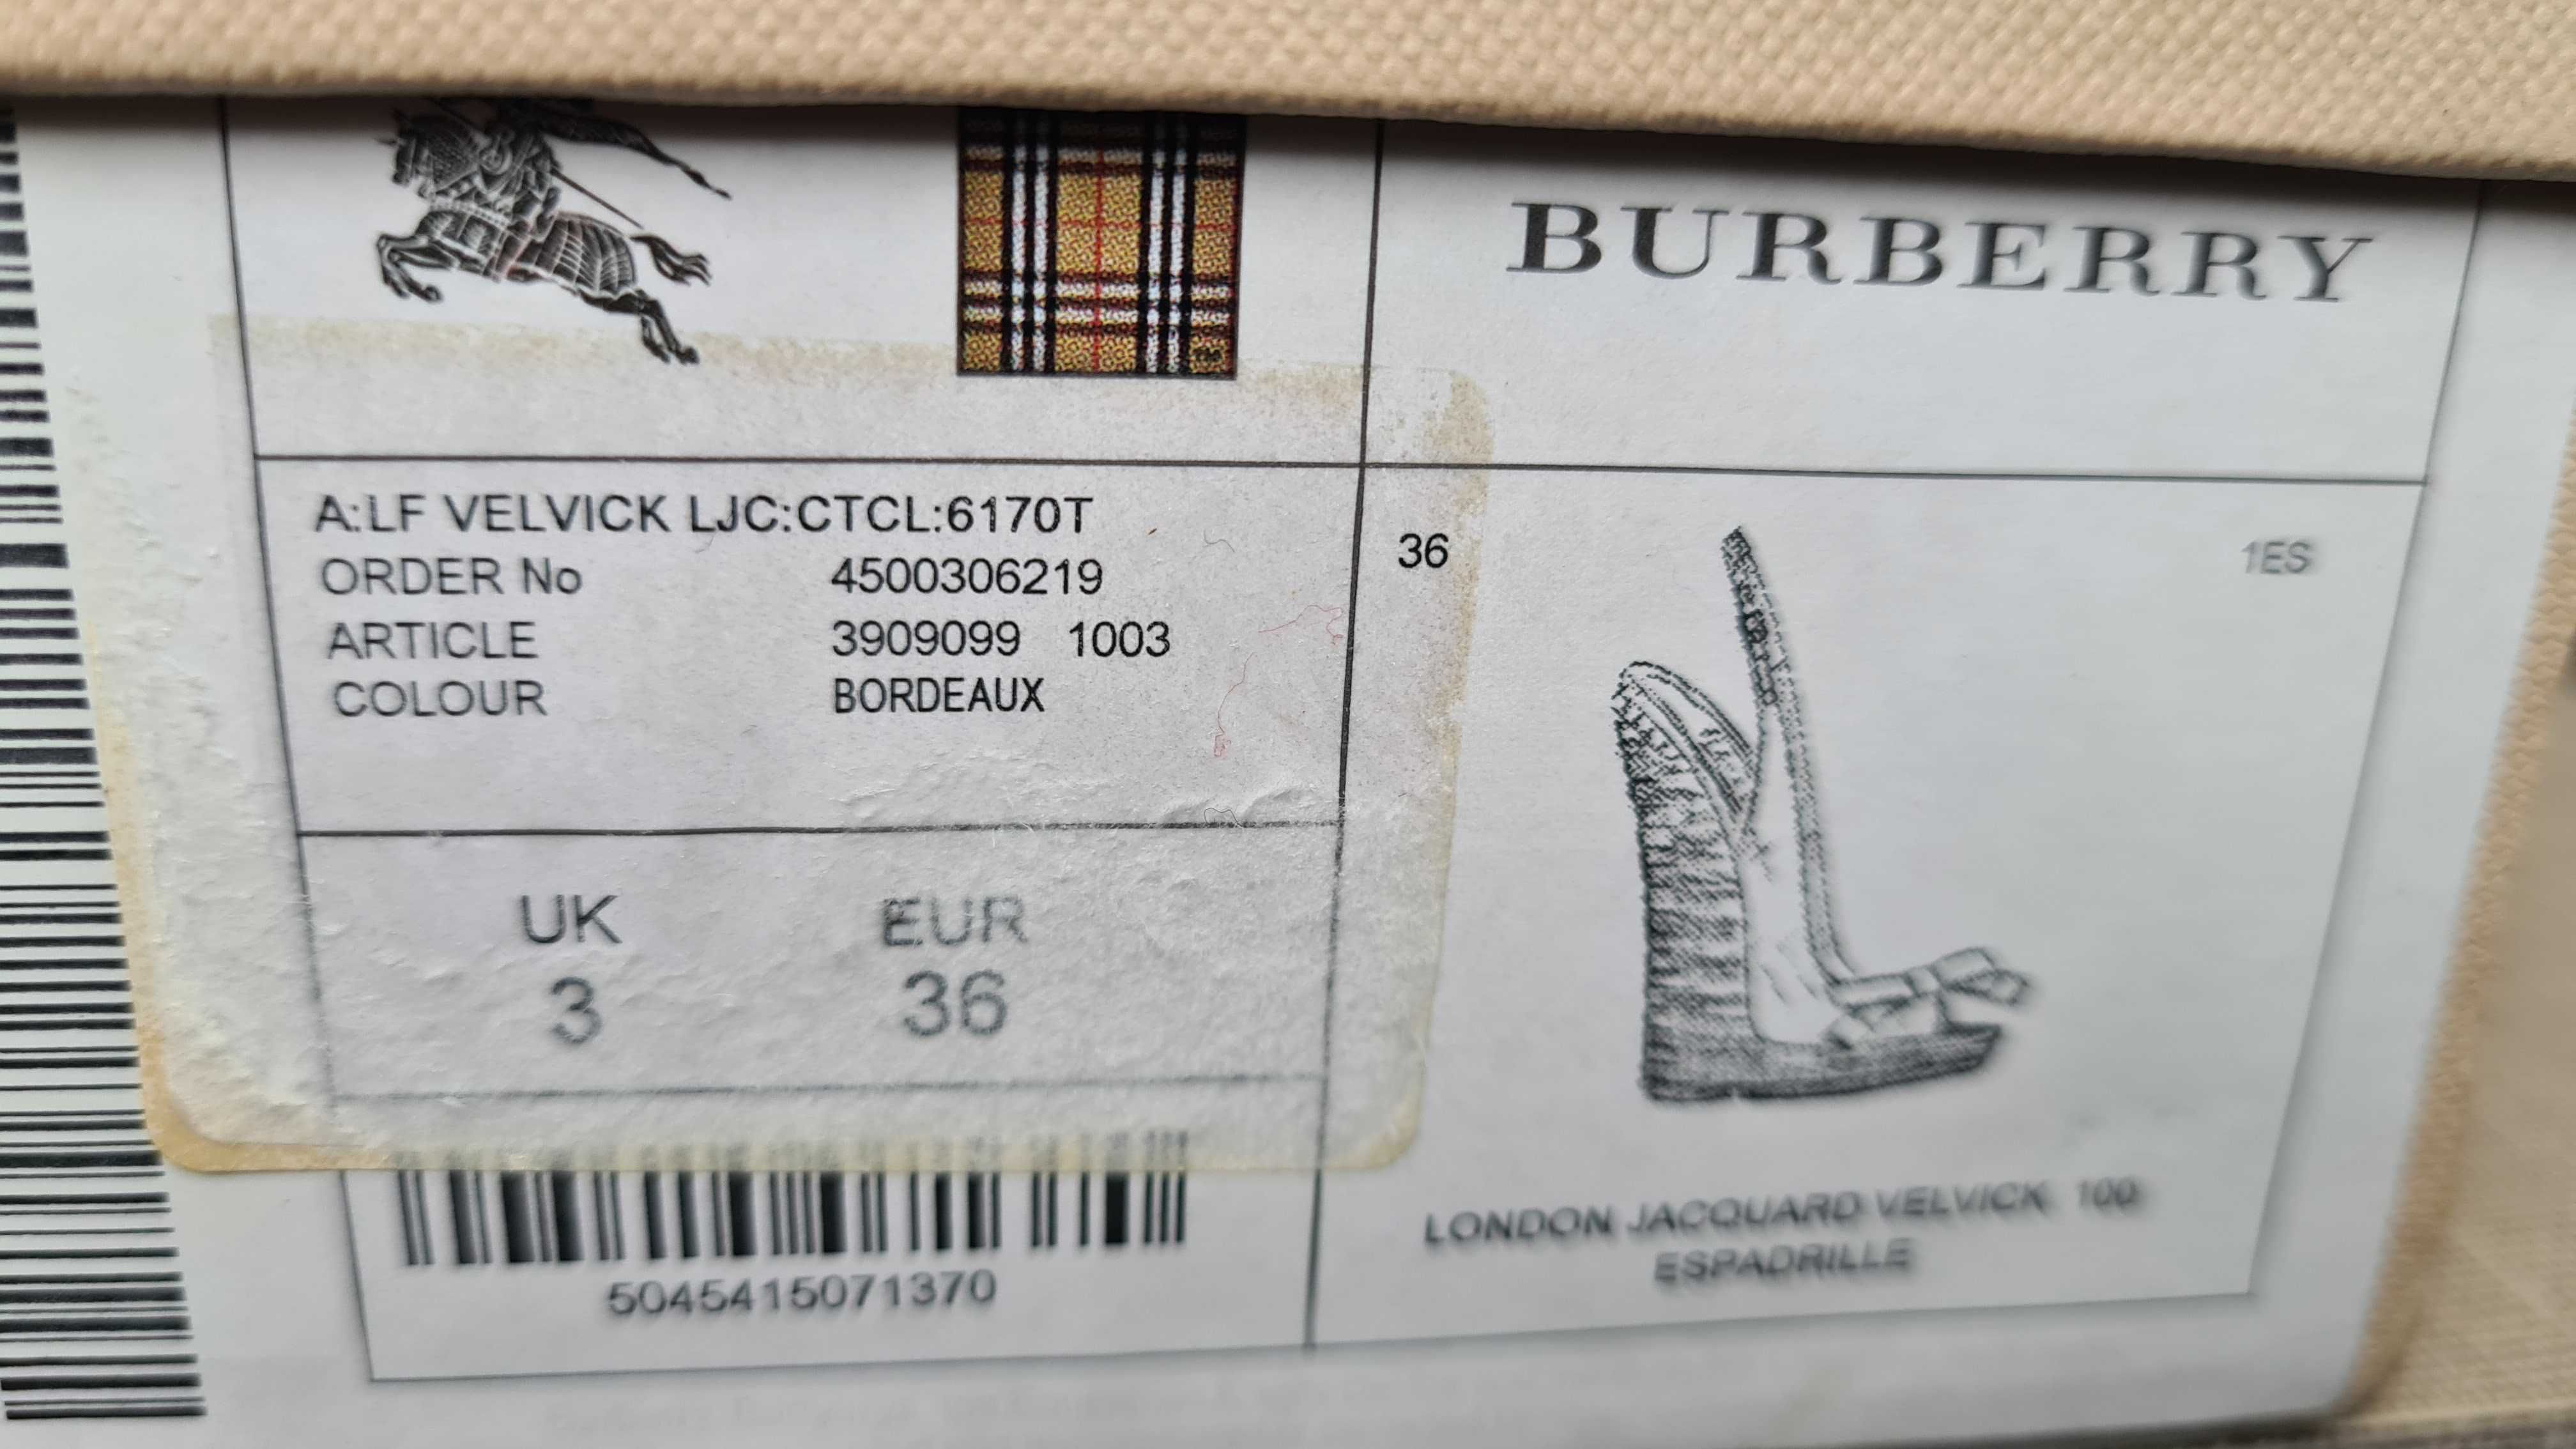 BURBERRY
A:LF VELVICK LJC:CTCL:6170T
ORDER No 4500306219
ARTICLE 3909099 1003
COLOUR BORDEAUX
36
1ES
UK EUR
3 36
5045415071370
LONDON JACQUARD VELVICK 100
ESPADRILLE